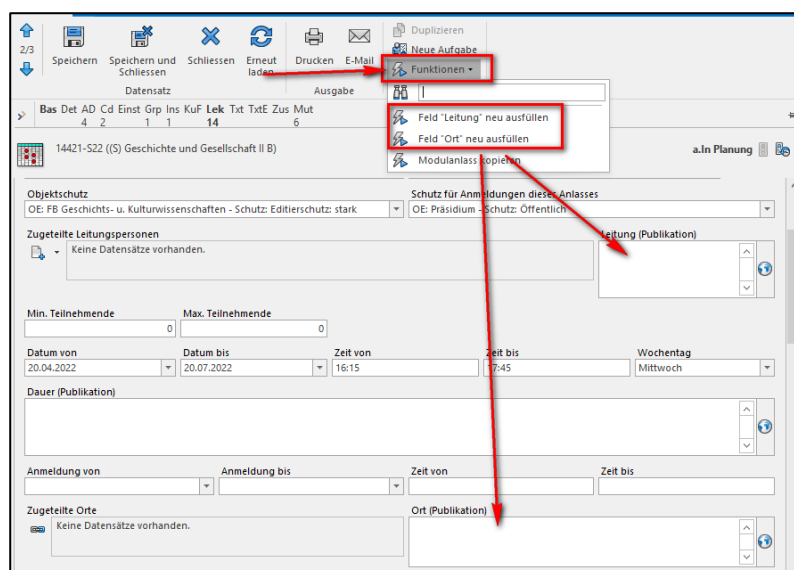 Duplizieren
2/3
Neue Aufgabe
Speichern Speichern und Schliessen Schliessen Erneut laden Drucken E-Mail Funktionen
Datensatz Ausgabe
Bas Det AD Cd Einst Grp Ins KuF Lek Txt TxtE Zus Mut
4 2 1 1 14 6
Feld "Leitung" neu ausfüllen
Feld "Ort" neu ausfüllen
Modulanlass kopieren
14421-S22 ((S) Geschichte und Gesellschaft II B)
a.In Planung
Objektschutz Schutz für Anmeldungen dieses Anlasses
OE: FB Geschichts- u. Kulturwissenschaften - Schutz: Editierschutz: stark OE: Präsidium - Schutz: Öffentlich
Zugeteilte Leitungspersonen Leitung (Publikation)
Keine Datensätze vorhanden.
Min. Teilnehmende Max. Teilnehmende
0 0
Datum von Datum bis Zeit von Zeit bis Wochentag
20.04.2022 20.07.2022 16:15 17:45 Mittwoch
Dauer (Publikation)
Anmeldung von Anmeldung bis Zeit von Zeit bis
Zugeteilte Orte Ort (Publikation)
Keine Datensätze vorhanden.